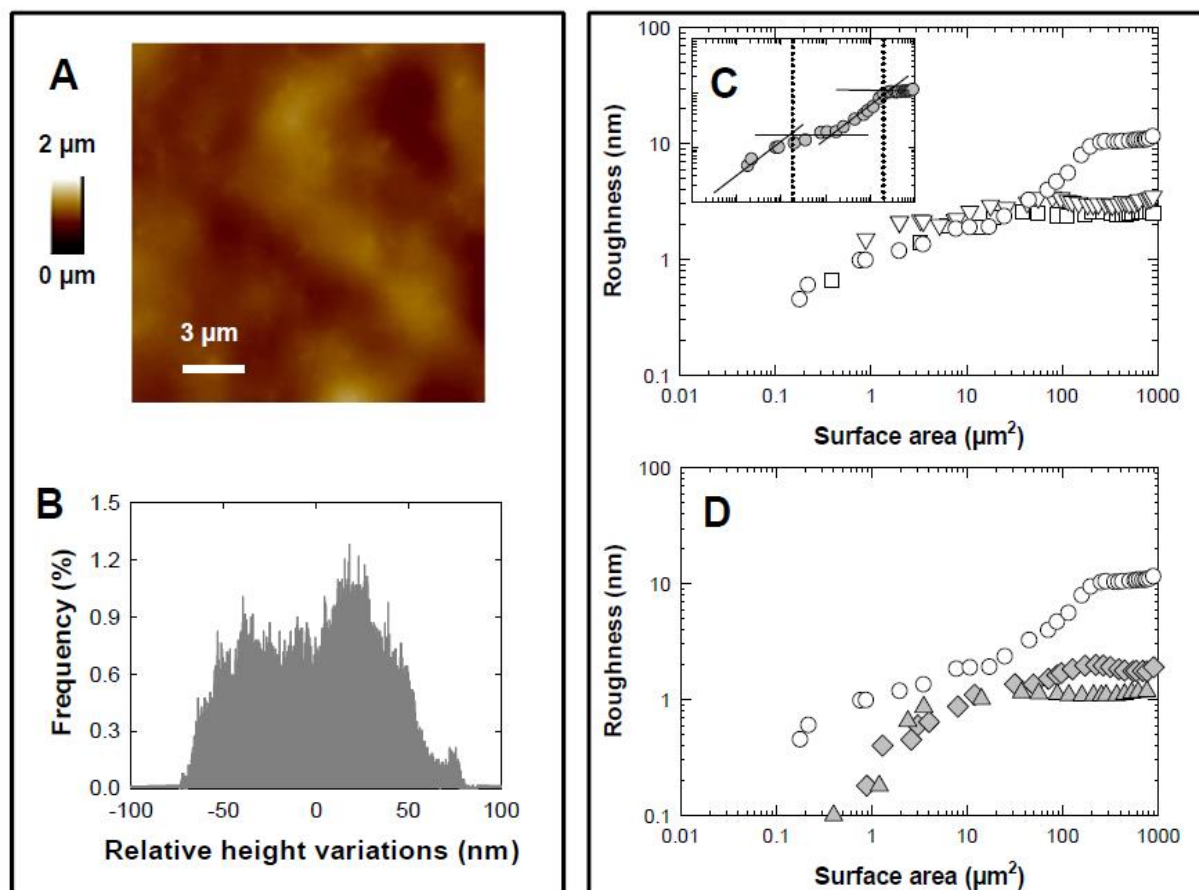 A
2 µm
0 µm
3 µm
B
Frequency (%)
1.5
1.2
0.9
0.6
0.3
0.0
-100 -50 0 50 100
Relative height variations (nm)
C
Roughness (nm)
100
10
1
0.1
0.01 0.1 1 10 100 1000
Surface area (µm²)
D
Roughness (nm)
100
10
1
0.1
0.01 0.1 1 10 100 1000
Surface area (µm²)